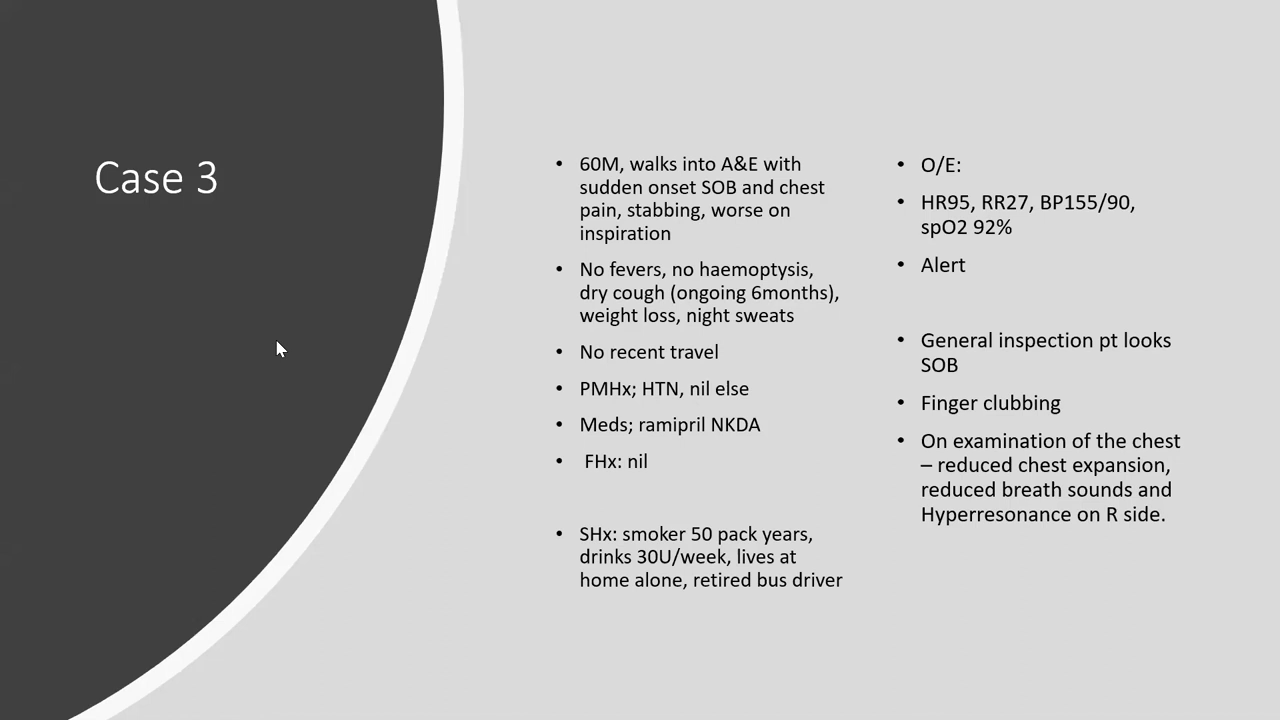 Case 3
• 60M, walks into A&E with
sudden onset SOB and chest
pain, stabbing, worse on
inspiration
• No fevers, no haemoptysis,
dry cough (ongoing 6months),
weight loss, night sweats
• No recent travel
• PMHx; HTN, nil else
• Meds; ramipril NKDA
• FHx: nil
• SHx: smoker 50 pack years,
drinks 30U/week, lives at
home alone, retired bus driver
• O/E:
• HR95, RR27, BP155/90,
spO2 92%
• Alert
• General inspection pt looks
SOB
• Finger clubbing
• On examination of the chest
– reduced chest expansion,
reduced breath sounds and
Hyperresonance on R side.